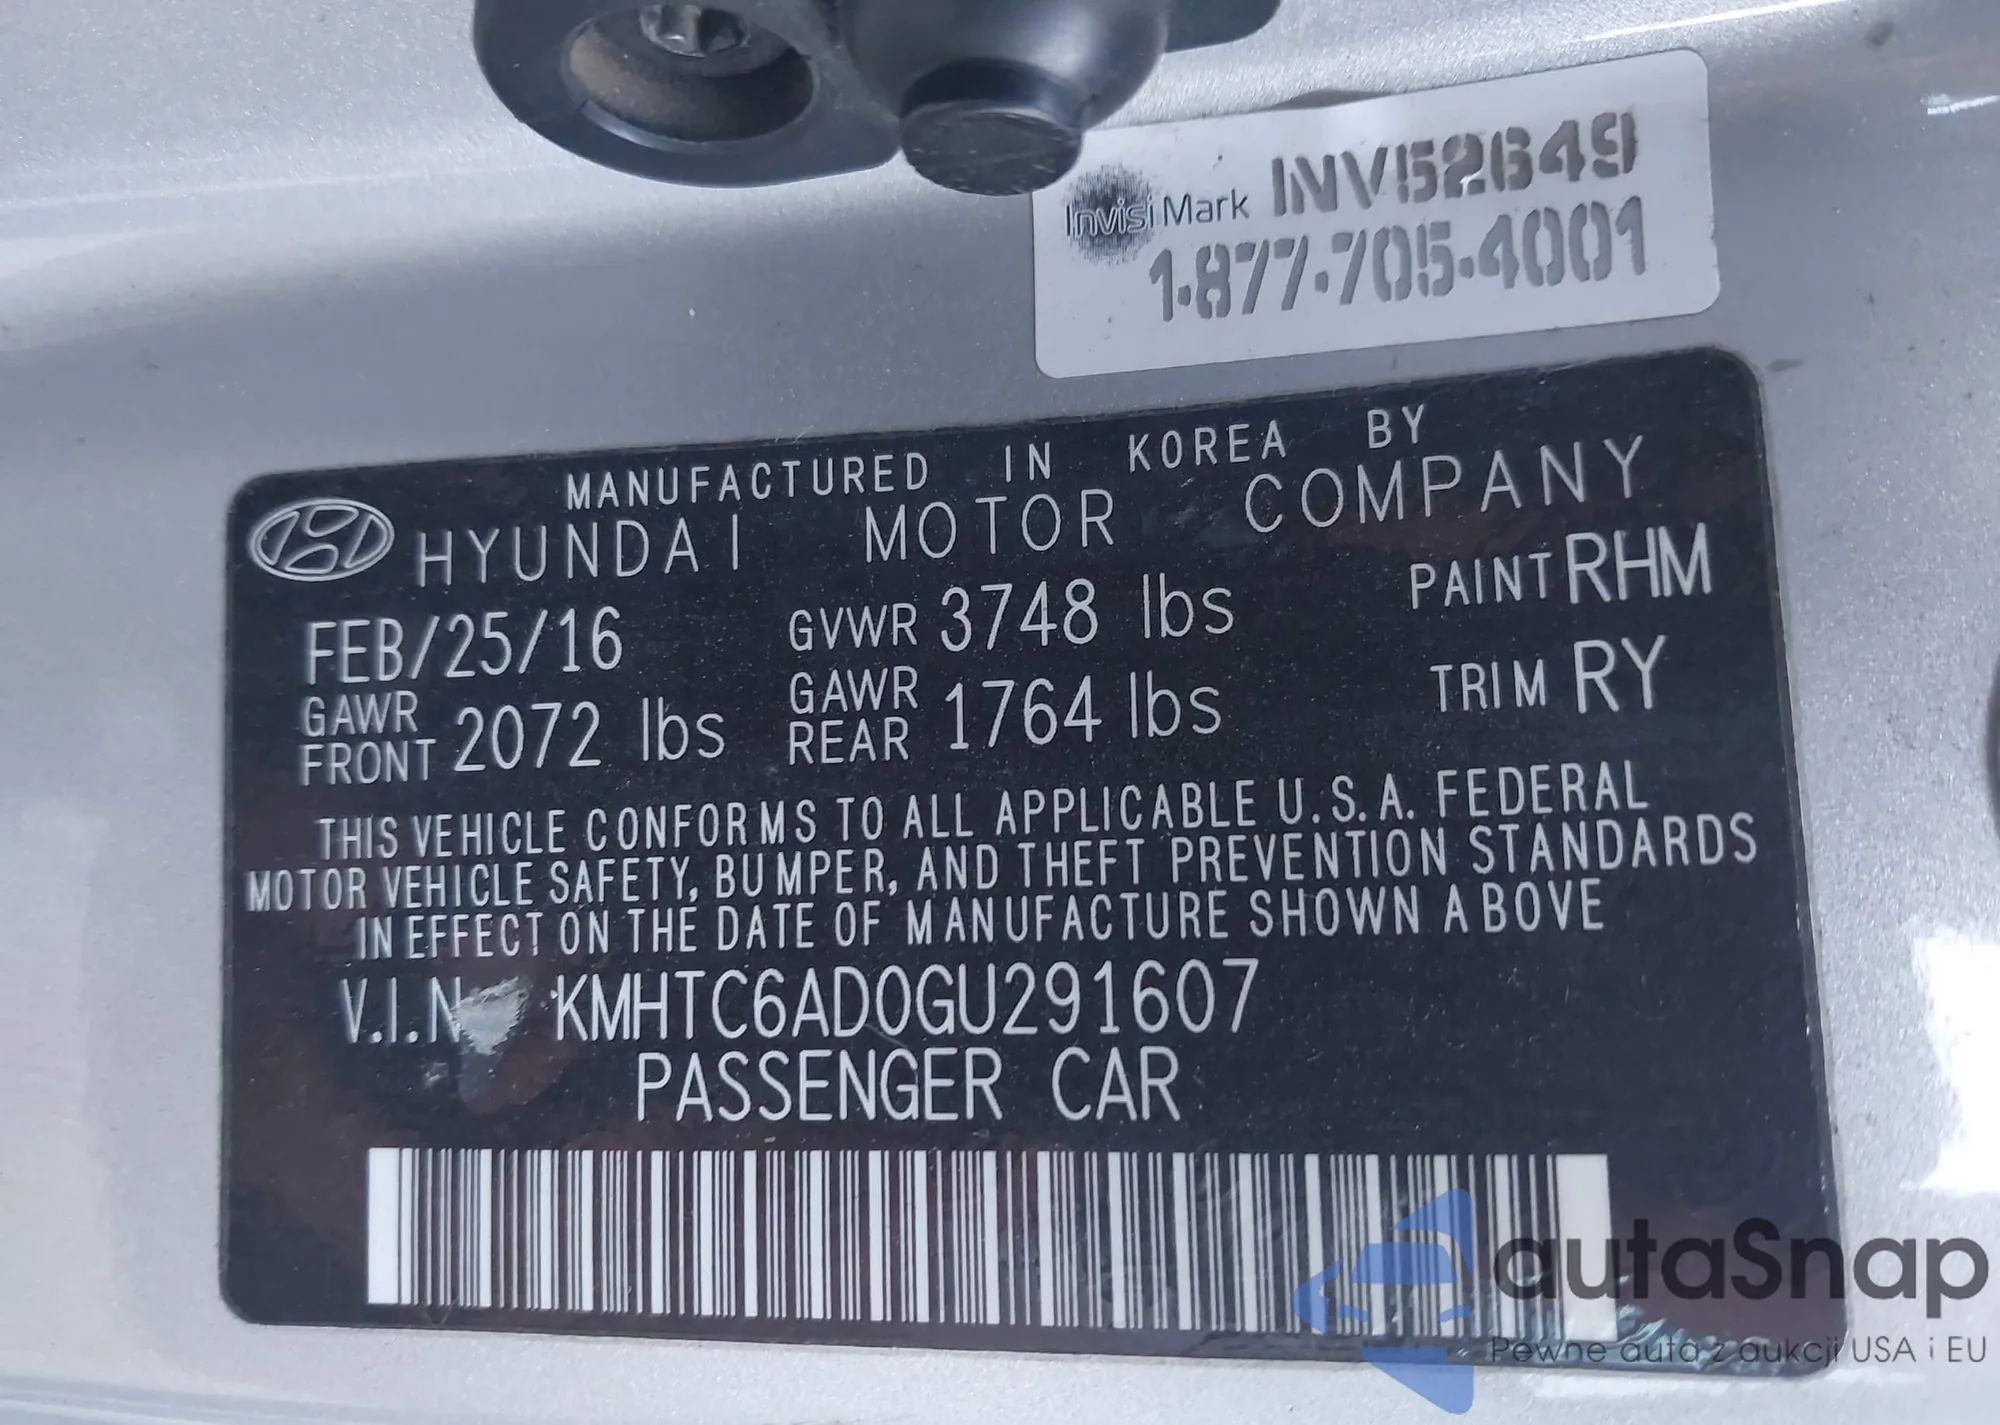 InvisiMark INV52649
1-877-705-4001
MANUFACTURED IN KOREA BY
HYUNDAI MOTOR COMPANY
FEB/25/16 GVWR 3748 lbs PAINT RHM
GAWR FRONT 2072 lbs GAWR REAR 1764 lbs TRIM RY
THIS VEHICLE CONFORMS TO ALL APPLICABLE U.S.A. FEDERAL
MOTOR VEHICLE SAFETY, BUMPER, AND THEFT PREVENTION STANDARDS
IN EFFECT ON THE DATE OF MANUFACTURE SHOWN ABOVE
V.I.N KMHTC6AD0GU291607
PASSENGER CAR
autaSnap
Pewne auta z aukcji USA i EU